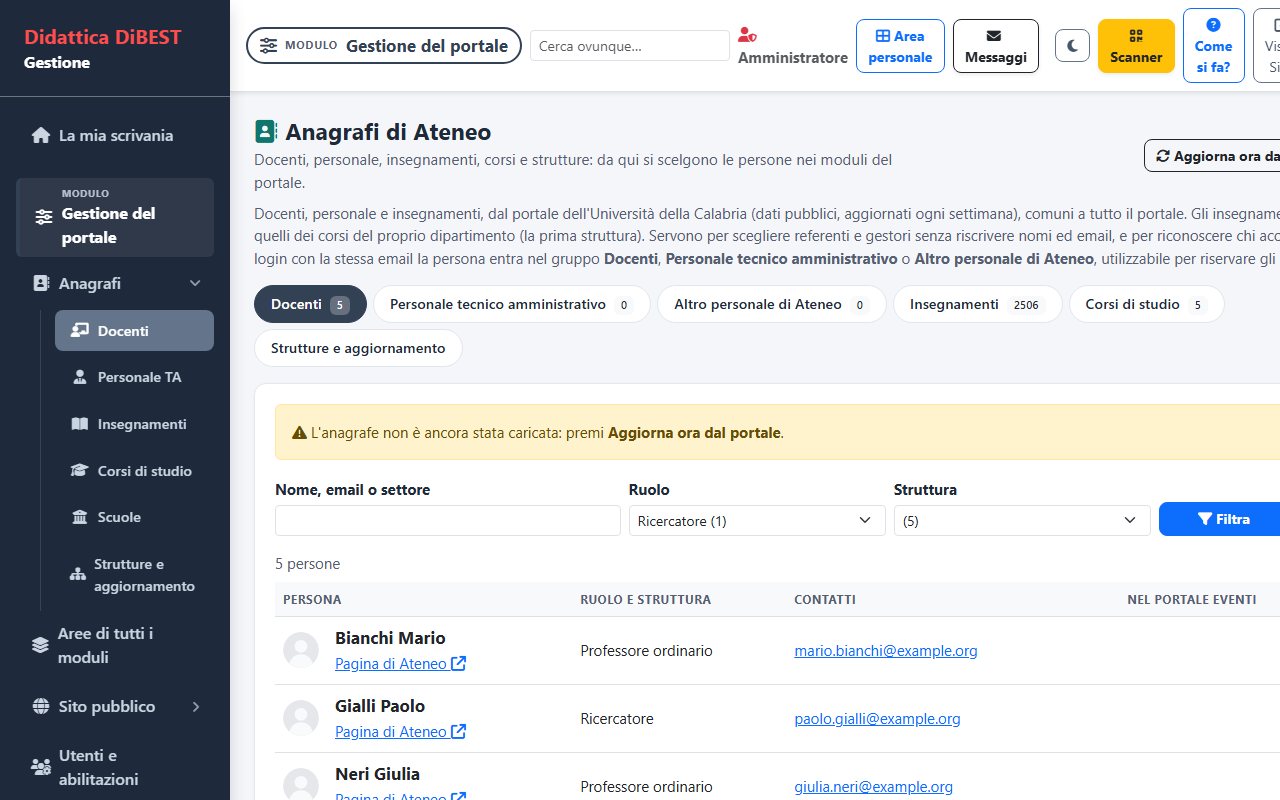 Didattica DiBEST
Gestione
MODULO Gestione del portale
Cerca ovunque...
Amministratore
Area personale
Messaggi
Scanner
Come si fa?
La mia scrivania
MODULO
Gestione del portale
Anagrafi
Docenti
Personale TA
Insegnamenti
Corsi di studio
Scuole
Strutture e aggiornamento
Aree di tutti i moduli
Sito pubblico
Utenti e abilitazioni
Anagrafi di Ateneo
Docenti, personale, insegnamenti, corsi e strutture: da qui si scelgono le persone nei moduli del
portale.
Aggiorna ora
Docenti, personale e insegnamenti, dal portale dell'Università della Calabria (dati pubblici, aggiornati ogni settimana), comuni a tutto il portale. Gli
quelli dei corsi del proprio dipartimento (la prima struttura). Servono per scegliere referenti e gestori senza riscrivere nomi ed email, e per riconoscere chi
login con la stessa email la persona entra nel gruppo Docenti, Personale tecnico amministrativo o Altro personale di Ateneo, utilizzabile per riservare gli
Docenti 5
Personale tecnico amministrativo 0
Altro personale di Ateneo 0
Insegnamenti 2506
Corsi di studio 5
Strutture e aggiornamento
L'anagrafe non è ancora stata caricata: premi Aggiorna ora dal portale.
Nome, email o settore
Ruolo
Struttura
Ricercatore (1)
(5)
Filtra
5 persone
PERSONA RUOLO E STRUTTURA CONTATTI NEL PORTALE EVENTI
Bianchi Mario
Pagina di Ateneo
Professore ordinario
mario.bianchi@example.org
Gialli Paolo
Pagina di Ateneo
Ricercatore
paolo.gialli@example.org
Neri Giulia
Pagina di Ateneo
Professore ordinario
giulia.neri@example.org